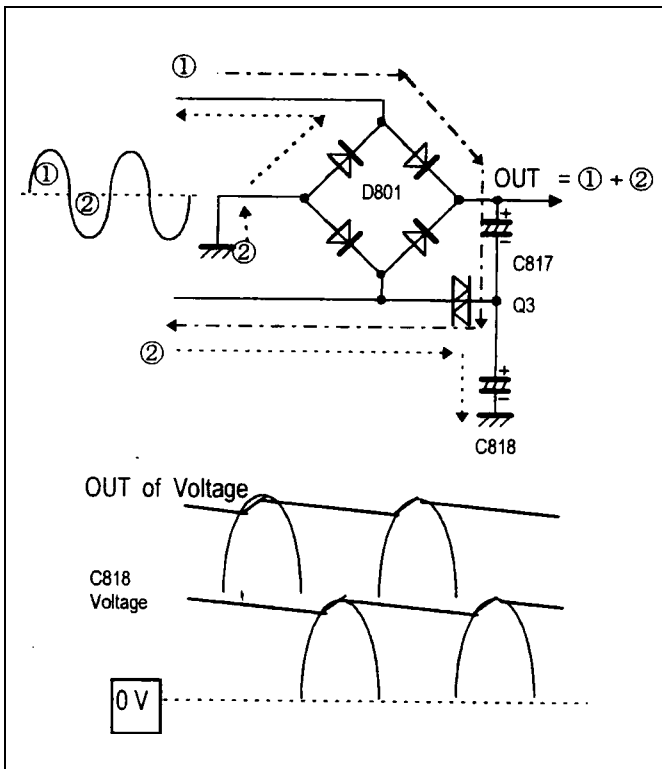 ①
①
②
D801
OUT = ① + ②
+
−
C817
②
Q3
②
+
−
C818
OUT of Voltage
C818
Voltage
0 V